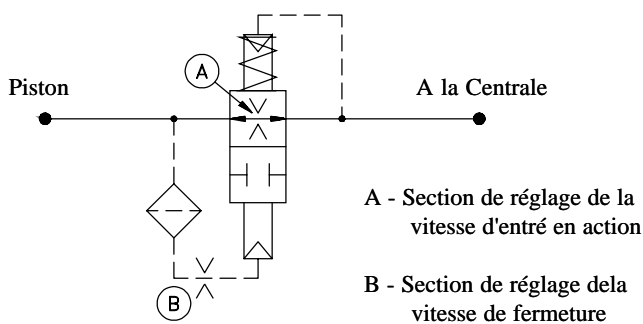 A
Piston
A la Centrale
A - Section de réglage de la
vitesse d'entré en action
B
B - Section de réglage dela
vitesse de fermeture